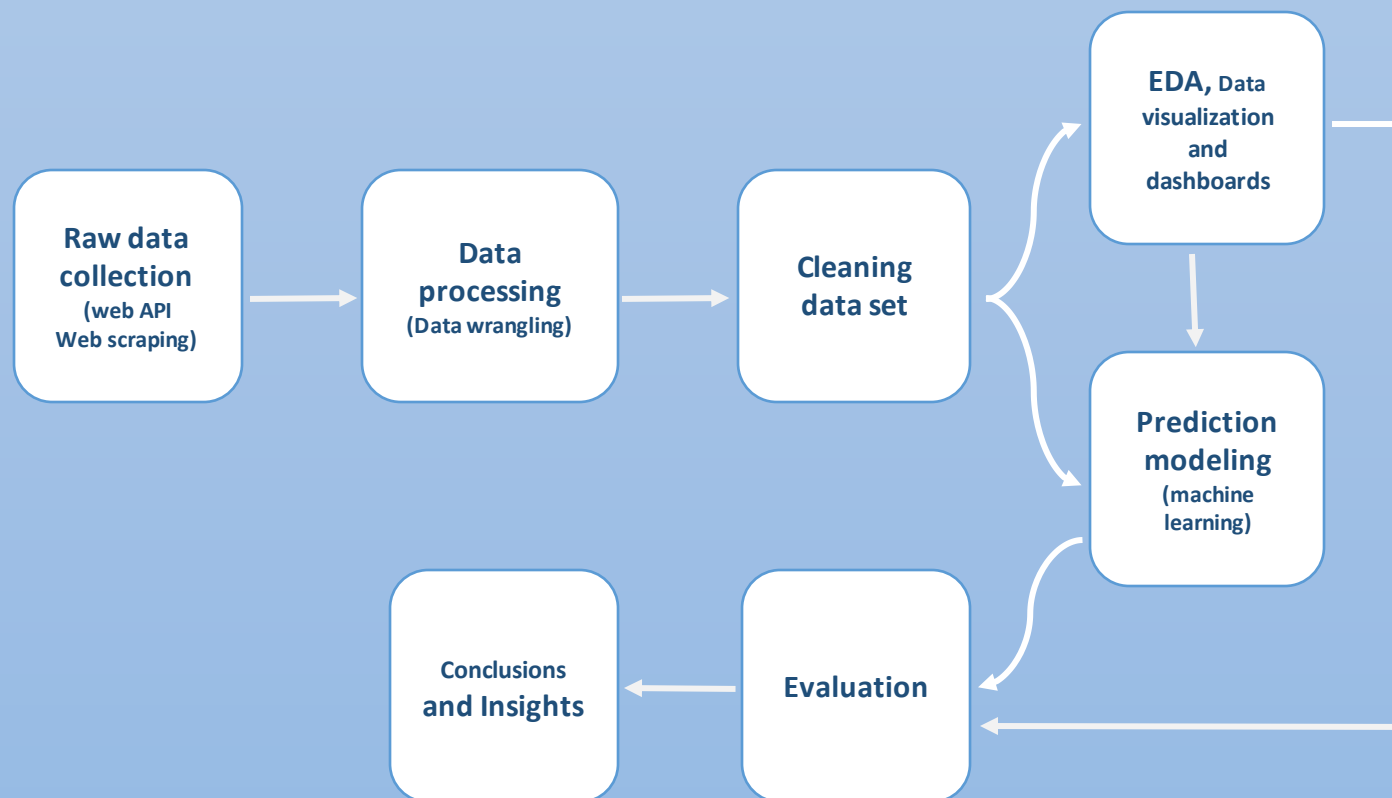 Raw data
collection
(web API
Web scraping)
Data
processing
(Data wrangling)
Cleaning
data set
EDA, Data
visualization
and
dashboards
Prediction
modeling
(machine
learning)
Evaluation
Conclusions
and Insights